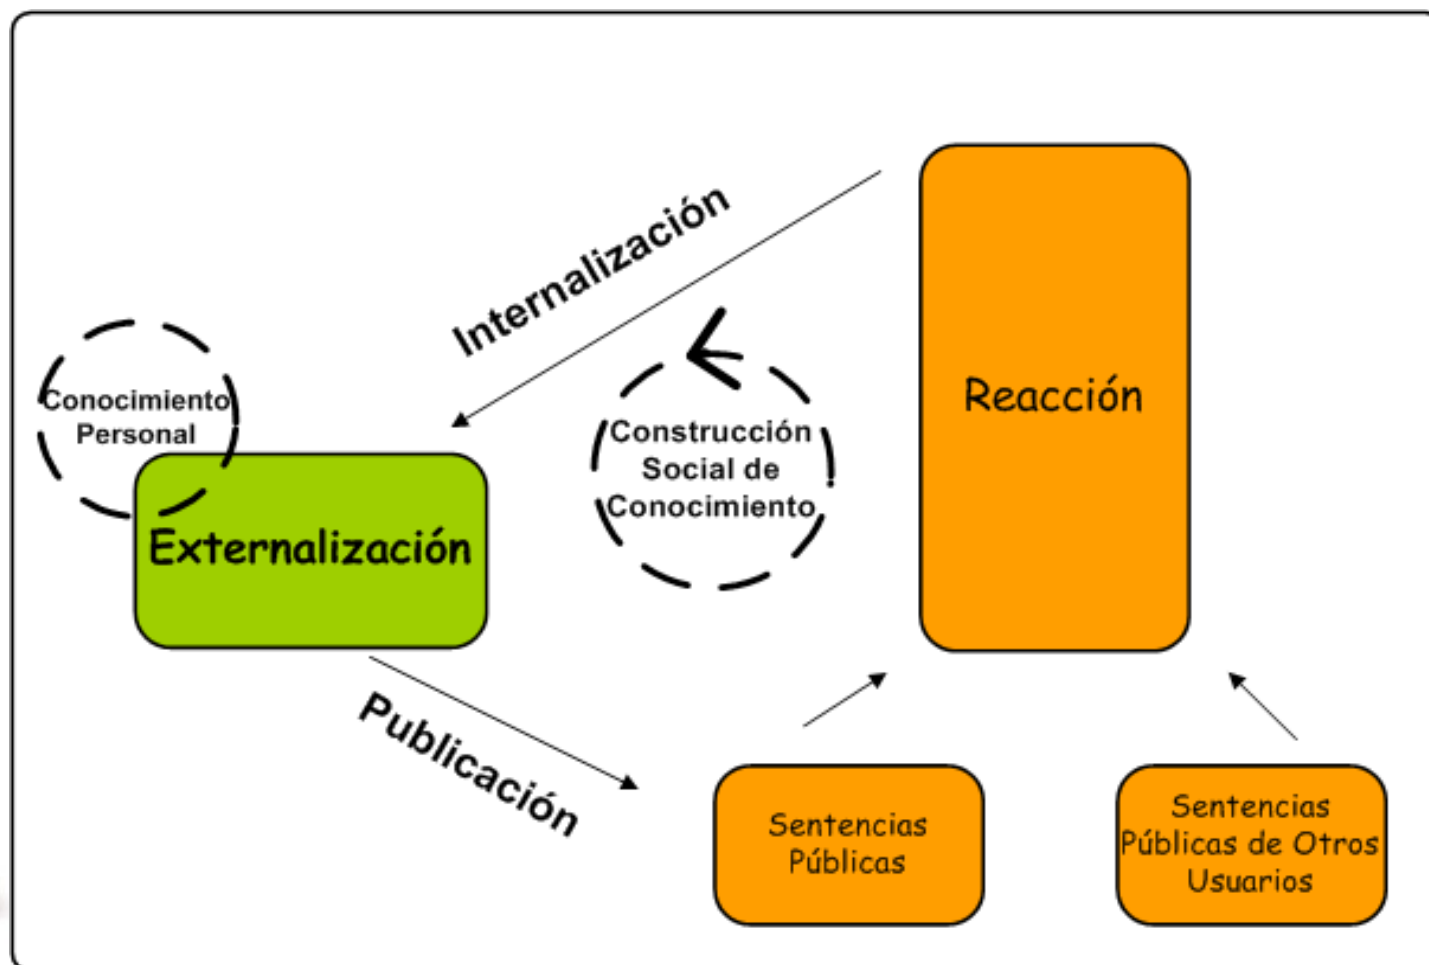 Internalización
Reacción
Conocimiento
Personal
Construcción
Social de
Conocimiento
Externalización
Publicación
Sentencias
Públicas
Sentencias
Públicas de Otros
Usuarios